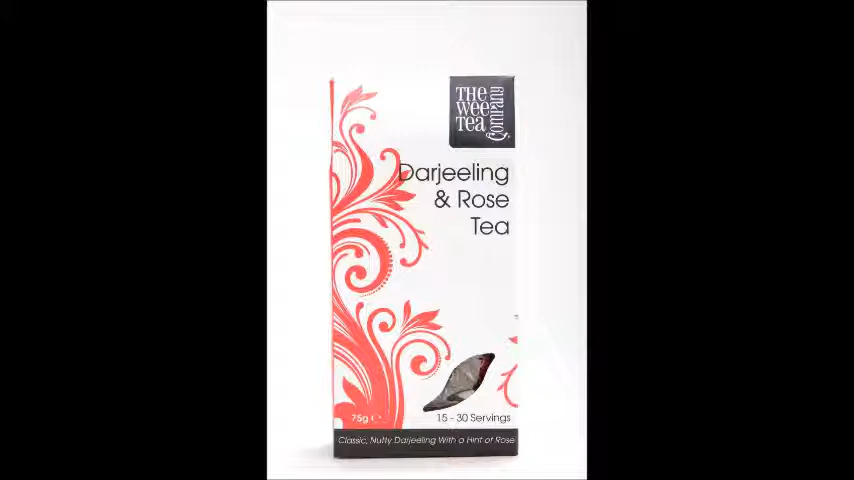 THE
WEE
TEA
COMPANY
Darjeeling
& Rose
Tea
75g e
15 - 30 Servings
Classic, Nutty Darjeeling With a Hint of Rose